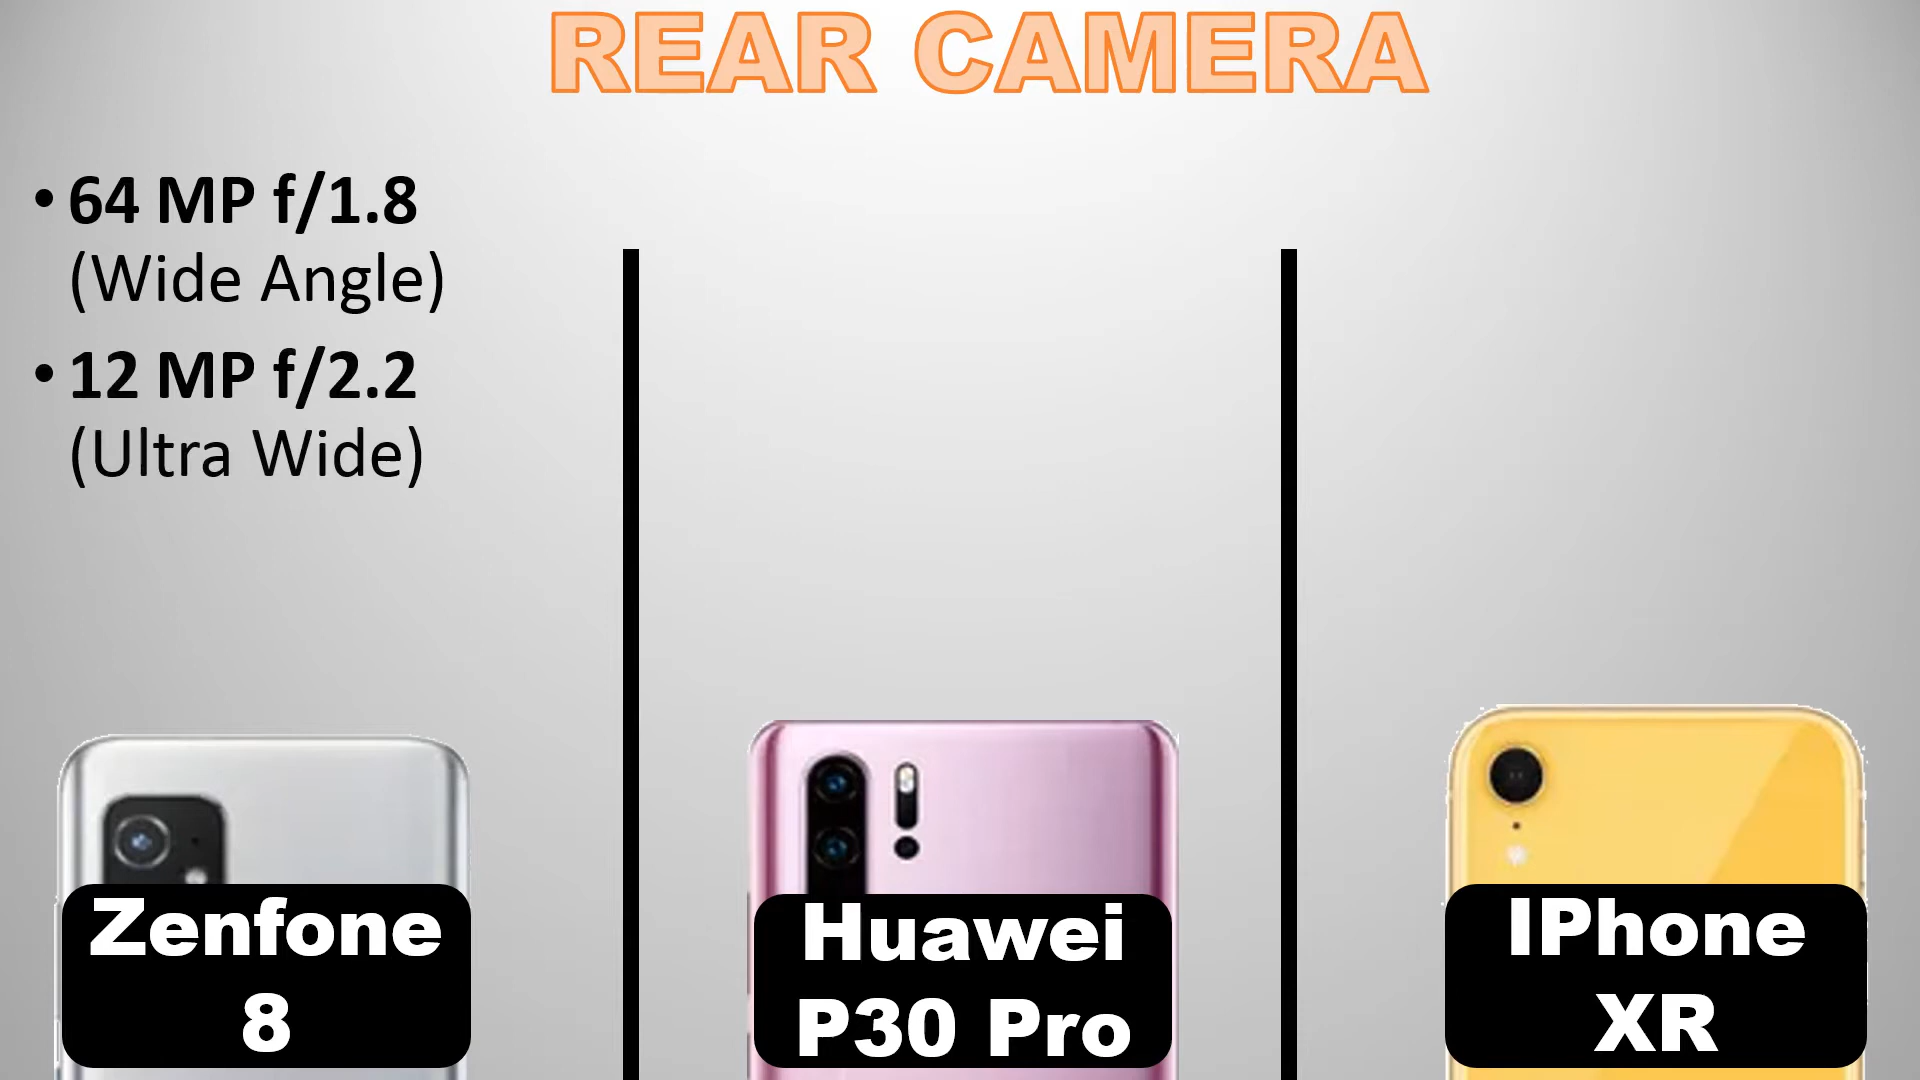 REAR CAMERA
• 64 MP f/1.8
(Wide Angle)
• 12 MP f/2.2
(Ultra Wide)
Zenfone
8
Huawei
P30 Pro
IPhone
XR